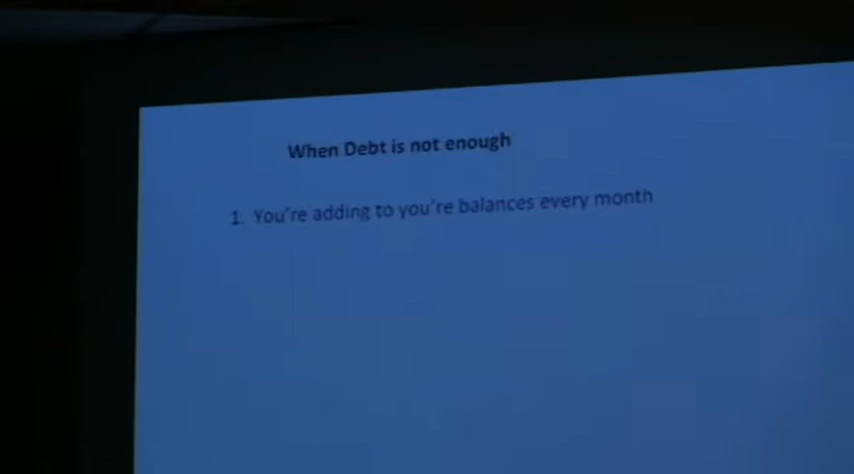 When Debt is not enough
1. You're adding to you're balances every month